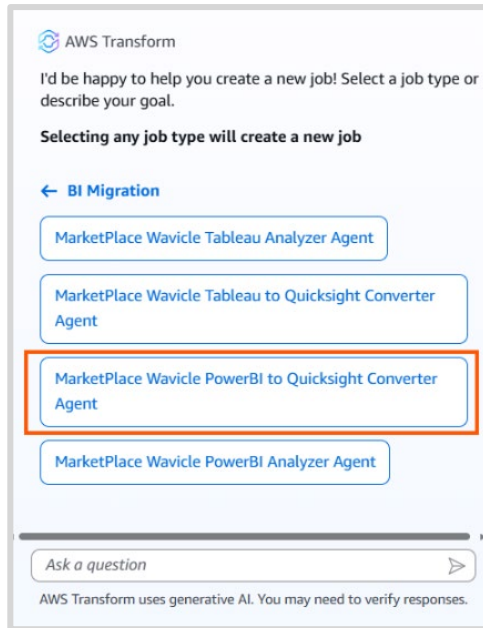 AWS Transform
I'd be happy to help you create a new job! Select a job type or
describe your goal.
Selecting any job type will create a new job
← BI Migration
MarketPlace Wavicle Tableau Analyzer Agent
MarketPlace Wavicle Tableau to Quicksight Converter
Agent
MarketPlace Wavicle PowerBI to Quicksight Converter
Agent
MarketPlace Wavicle PowerBI Analyzer Agent
Ask a question
AWS Transform uses generative AI. You may need to verify responses.